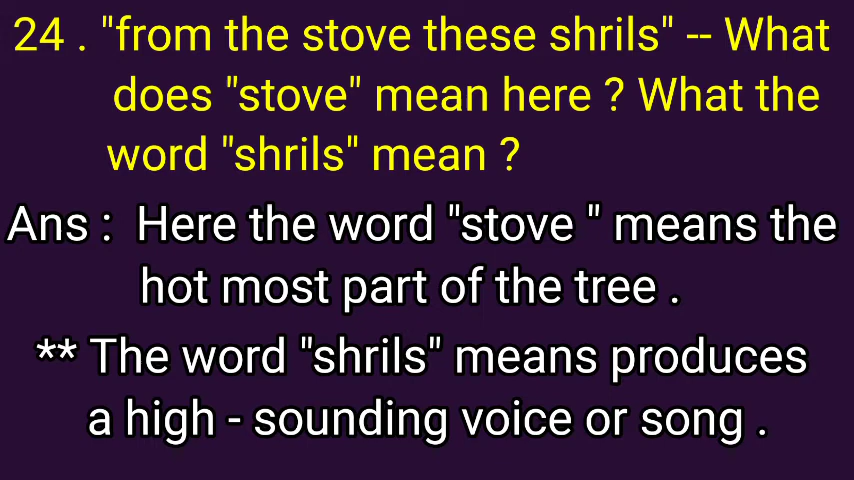 24 . "from the stove these shrils" -- What
does "stove" mean here ? What the
word "shrils" mean ?
Ans :  Here the word "stove " means the
hot most part of the tree .
** The word "shrils" means produces
a high - sounding voice or song .